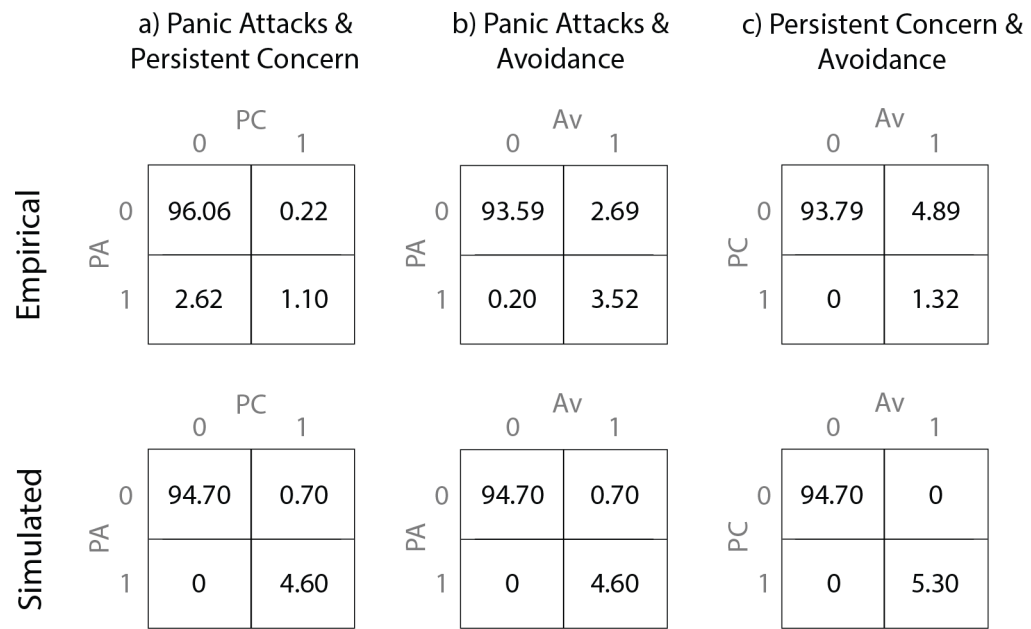 a) Panic Attacks &
Persistent Concern
b) Panic Attacks &
Avoidance
c) Persistent Concern &
Avoidance
Empirical
PC
0 1
PA
0 96.06 0.22
1 2.62 1.10
Av
0 1
PA
0 93.59 2.69
1 0.20 3.52
Av
0 1
PC
0 93.79 4.89
1 0 1.32
Simulated
PC
0 1
PA
0 94.70 0.70
1 0 4.60
Av
0 1
PA
0 94.70 0.70
1 0 4.60
Av
0 1
PC
0 94.70 0
1 0 5.30